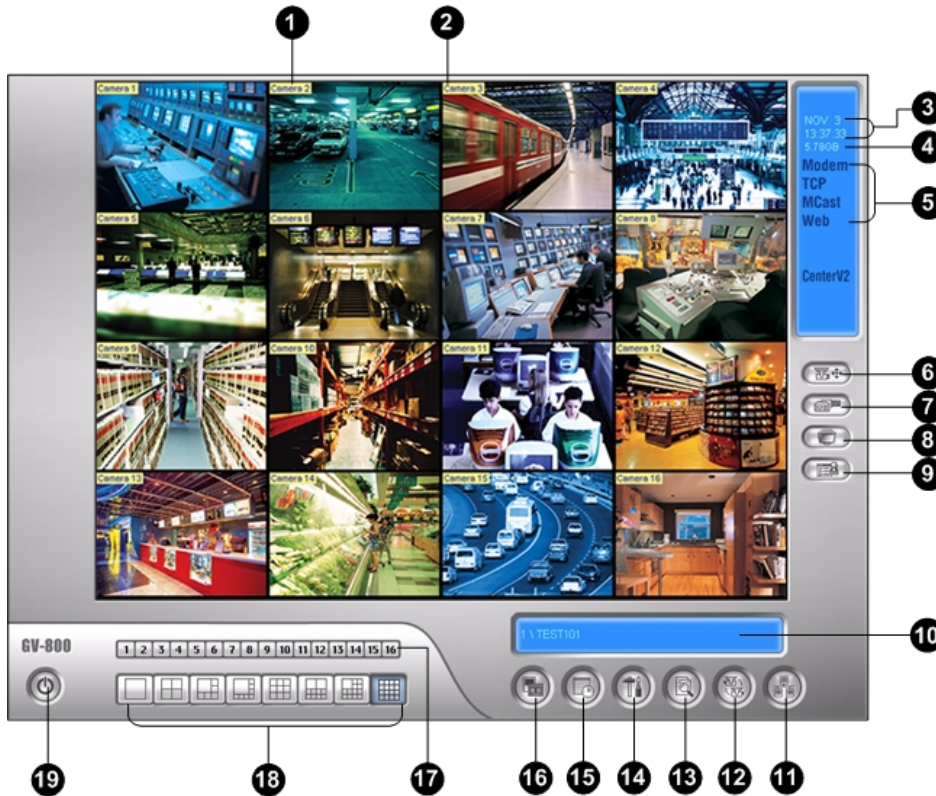 1 2
Camera 1 Camera 2 Camera 3 Camera 4
3
NOV 3
13:37:33
4
5.78GB
Modem
TCP
MCast
Web
5
Camera 5 Camera 6 Camera 7 Camera 8
CenterV2
Camera 9 Camera 10 Camera 11 Camera 12
6
7
8
9
Camera 13 Camera 14 Camera 15 Camera 16
1 \ TEST101
10
GV-800
1 2 3 4 5 6 7 8 9 10 11 12 13 14 15 16
19 18 17 16 15 14 13 12 11